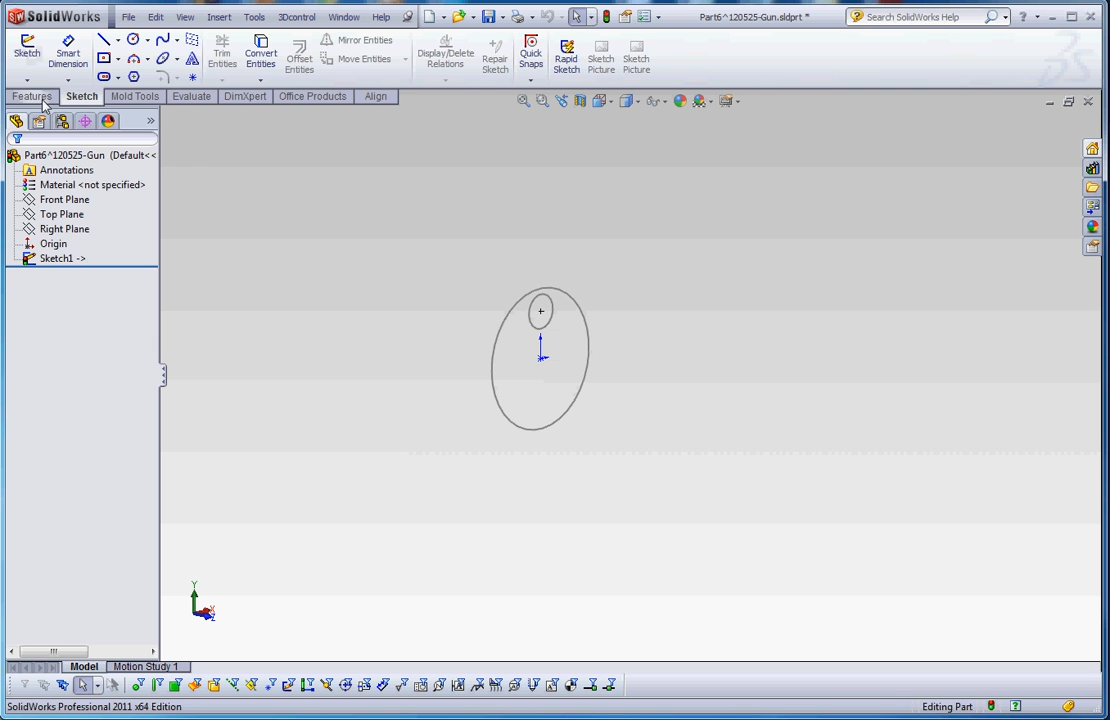 SolidWorks File Edit View Insert Tools 3Dcontrol Window Help Part6^120525-Gun.sldprt * Search SolidWorks Help
Sketch Smart Dimension Trim Entities Convert Entities Offset Entities Mirror Entities Move Entities Display/Delete Relations Repair Sketch Quick Snaps Rapid Sketch Sketch Picture Sketch Picture
Features Sketch Mold Tools Evaluate DimXpert Office Products Align
Part6^120525-Gun (Default<<
Annotations
Material <not specified>
Front Plane
Top Plane
Right Plane
Origin
Sketch1 ->
Y
X
Z
Model Motion Study 1
SolidWorks Professional 2011 x64 Edition Editing Part